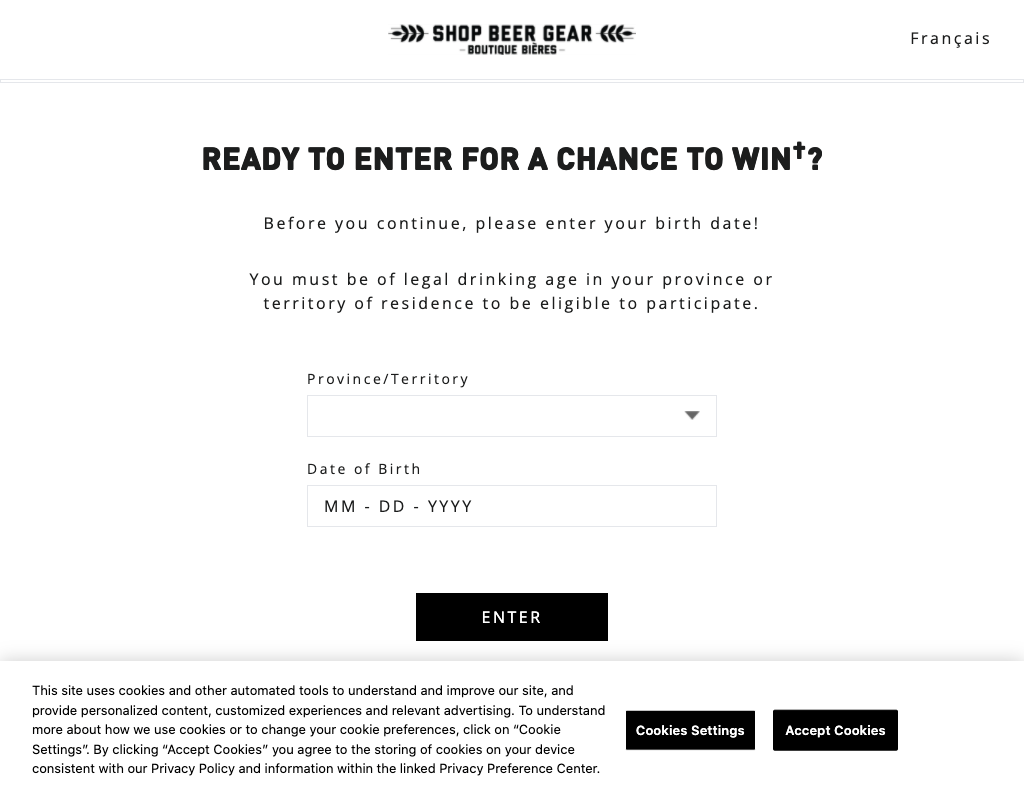 SHOP BEER GEAR
BOUTIQUE BIÈRES
Français
READY TO ENTER FOR A CHANCE TO WIN†?
Before you continue, please enter your birth date!
You must be of legal drinking age in your province or
territory of residence to be eligible to participate.
Province/Territory
Date of Birth
MM - DD - YYYY
ENTER
This site uses cookies and other automated tools to understand and improve our site, and
provide personalized content, customized experiences and relevant advertising. To understand
more about how we use cookies or to change your cookie preferences, click on “Cookie
Settings”. By clicking “Accept Cookies” you agree to the storing of cookies on your device
consistent with our Privacy Policy and information within the linked Privacy Preference Center.
Cookies Settings
Accept Cookies